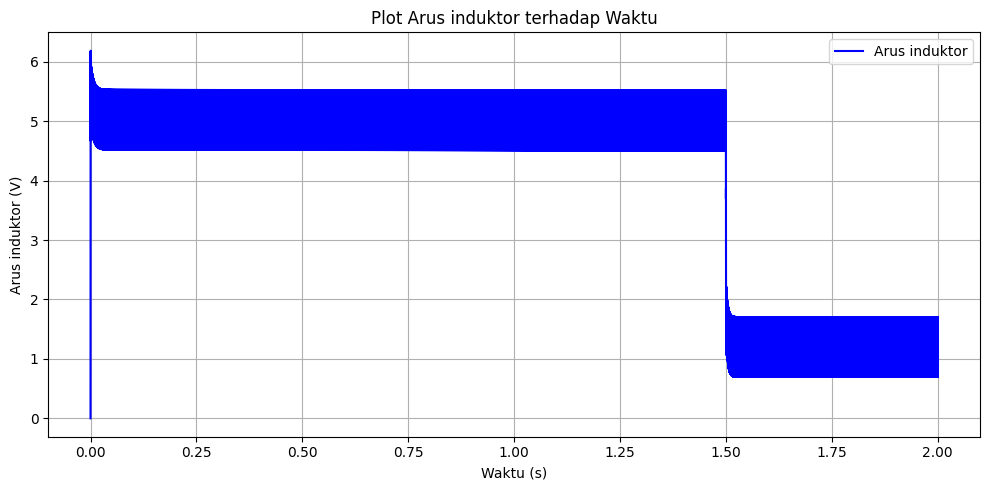 Plot Arus induktor terhadap Waktu
Arus induktor
Arus induktor (V)
6
5
4
3
2
1
0
0.00 0.25 0.50 0.75 1.00 1.25 1.50 1.75 2.00
Waktu (s)